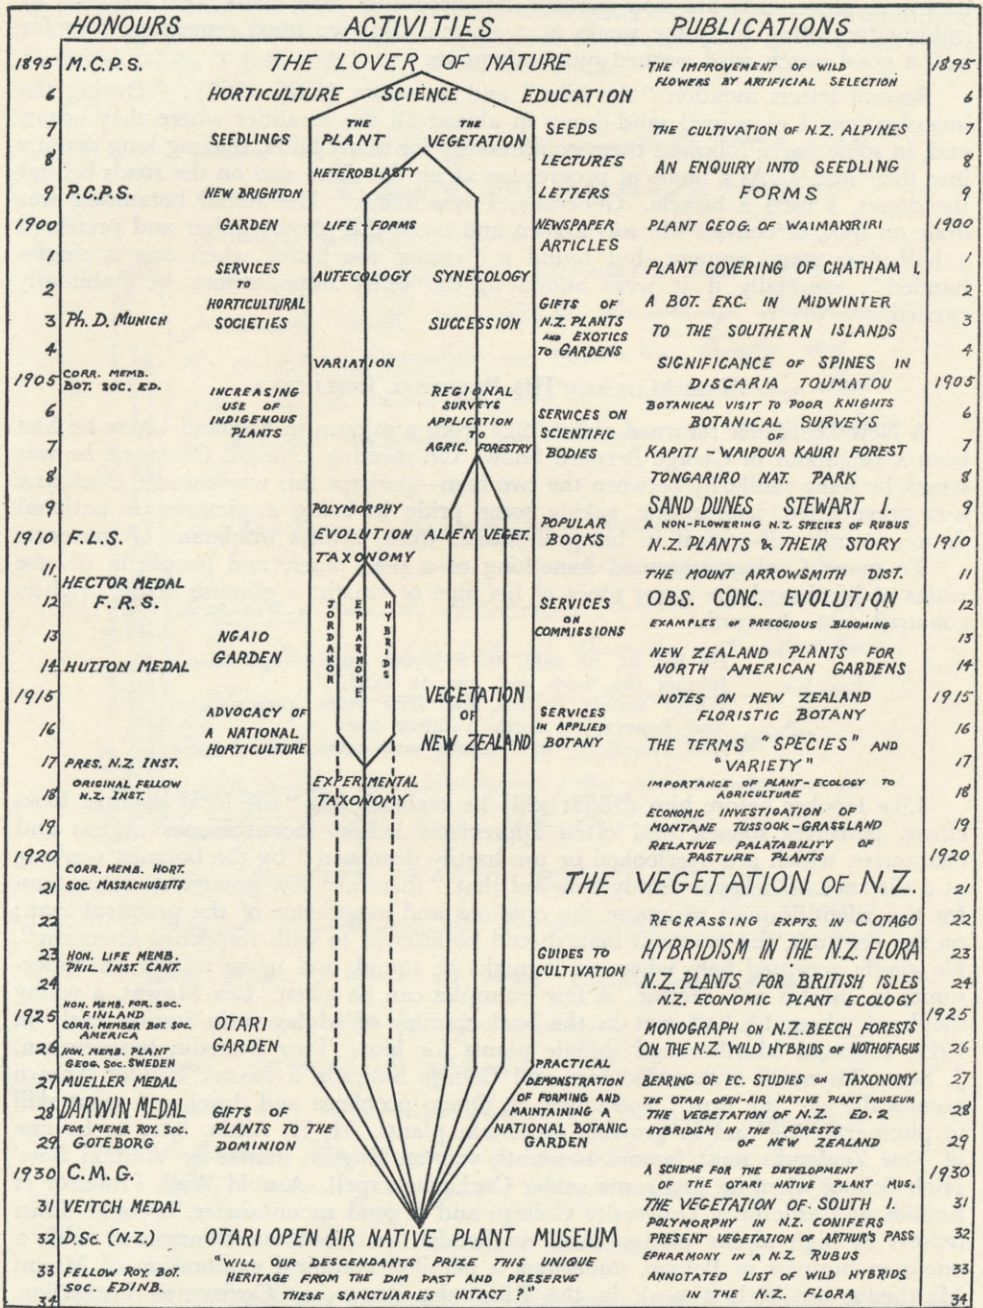 HONOURS ACTIVITIES PUBLICATIONS
1895 M.C.P.S. THE LOVER OF NATURE THE IMPROVEMENT OF WILD 1895
FLOWERS BY ARTIFICIAL SELECTION
6 HORTICULTURE SCIENCE EDUCATION 6
THE THE
7 SEEDLINGS PLANT VEGETATION SEEDS THE CULTIVATION OF N.Z. ALPINES 7
8 HETEROBLASTY LECTURES AN ENQUIRY INTO SEEDLING 8
9 P.C.P.S. NEW BRIGHTON LETTERS FORMS 9
1900 GARDEN LIFE-FORMS NEWSPAPER PLANT GEOG. OF WAIMAKIRIRI 1900
ARTICLES
1 SERVICES AUTECOLOGY SYNECOLOGY PLANT COVERING OF CHATHAM I. 1
TO
2 HORTICULTURAL GIFTS OF A BOT. EXC. IN MIDWINTER 2
3 Ph.D. MUNICH SOCIETIES SUCCESSION N.Z. PLANTS TO THE SOUTHERN ISLANDS 3
AND EXOTICS
4 VARIATION TO GARDENS SIGNIFICANCE OF SPINES IN 4
1905 CORR. MEMB. DISCARIA TOUMATOU 1905
BOT. SOC. ED. INCREASING REGIONAL BOTANICAL VISIT TO POOR KNIGHTS
6 USE OF SURVEYS SERVICES ON BOTANICAL SURVEYS 6
INDIGENOUS APPLICATION SCIENTIFIC OF
7 PLANTS TO BODIES KAPITI - WAIPOUA KAURI FOREST 7
AGRIC. FORESTRY
8 TONGARIRO NAT. PARK 8
9 POLYMORPHY POPULAR SAND DUNES STEWART I. 9
BOOKS A NON-FLOWERING N.Z. SPECIES OF RUBUS
1910 F.L.S. EVOLUTION ALIEN VEGET. N.Z. PLANTS & THEIR STORY 1910
TAXONOMY
11 HECTOR MEDAL THE MOUNT ARROWSMITH DIST. 11
12 F.R.S. JORDANON EPHARMONE HYBRIDS SERVICES OBS. CONC. EVOLUTION 12
ON EXAMPLES OF PRECOCIOUS BLOOMING
13 NGAIO COMMISSIONS 13
GARDEN NEW ZEALAND PLANTS FOR
14 HUTTON MEDAL NORTH AMERICAN GARDENS 14
1915 VEGETATION NOTES ON NEW ZEALAND 1915
ADVOCACY OF OF SERVICES FLORISTIC BOTANY
16 A NATIONAL IN APPLIED 16
HORTICULTURE NEW ZEALAND BOTANY THE TERMS "SPECIES" AND
17 PRES. N.Z. INST. "VARIETY" 17
ORIGINAL FELLOW EXPERIMENTAL IMPORTANCE OF PLANT-ECOLOGY TO
18 N.Z. INST. TAXONOMY AGRICULTURE 18
ECONOMIC INVESTIGATION OF
19 MONTANE TUSSOCK-GRASSLAND 19
RELATIVE PALATABILITY OF
1920 PASTURE PLANTS 1920
CORR. MEMB. HORT.
21 SOC. MASSACHUSETTS THE VEGETATION OF N.Z. 21
22 REGRASSING EXPTS. IN C. OTAGO 22
23 HON. LIFE MEMB. GUIDES TO HYBRIDISM IN THE N.Z. FLORA 23
PHIL. INST. CANT. CULTIVATION
24 N.Z. PLANTS FOR BRITISH ISLES 24
HON. MEMB. FOR. SOC. N.Z. ECONOMIC PLANT ECOLOGY
1925 FINLAND 1925
CORR. MEMBER BOT. SOC. OTARI MONOGRAPH ON N.Z. BEECH FORESTS
AMERICA GARDEN
26 HON. MEMB. PLANT ON THE N.Z. WILD HYBRIDS OF NOTHOFAGUS 26
GEOG. SOC. SWEDEN PRACTICAL
27 MUELLER MEDAL DEMONSTRATION BEARING OF EC. STUDIES ON TAXONOMY 27
OF FORMING AND THE OTARI OPEN-AIR NATIVE PLANT MUSEUM
28 DARWIN MEDAL GIFTS OF MAINTAINING A THE VEGETATION OF N.Z. ED. 2 28
FOR. MEMB. ROY. SOC. PLANTS TO THE NATIONAL BOTANIC HYBRIDISM IN THE FORESTS
29 GOTEBORG DOMINION GARDEN OF NEW ZEALAND 29
1930 C.M.G. A SCHEME FOR THE DEVELOPMENT 1930
OF THE OTARI NATIVE PLANT MUS.
31 VEITCH MEDAL THE VEGETATION OF SOUTH I. 31
POLYMORPHY IN N.Z. CONIFERS
32 D.Sc. (N.Z.) OTARI OPEN AIR NATIVE PLANT MUSEUM PRESENT VEGETATION OF ARTHUR'S PASS 32
"WILL OUR DESCENDANTS PRIZE THIS UNIQUE EPHARMONY IN A N.Z. RUBUS
33 FELLOW ROY. BOT. HERITAGE FROM THE DIM PAST AND PRESERVE ANNOTATED LIST OF WILD HYBRIDS 33
SOC. EDINB. THESE SANCTUARIES INTACT?" IN THE N.Z. FLORA
34 34